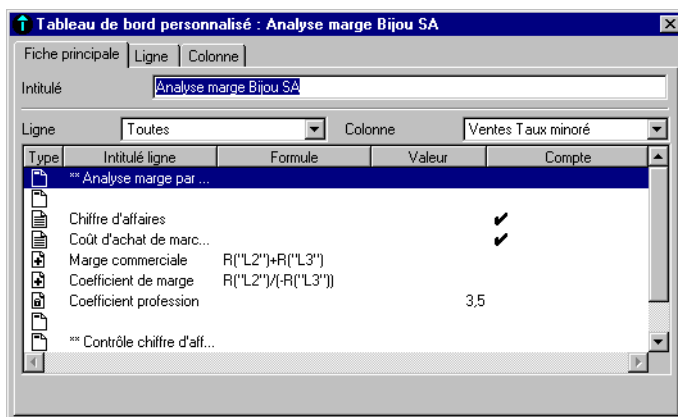 Tableau de bord personnalisé : Analyse marge Bijou SA
Fiche principale Ligne Colonne
Intitulé Analyse marge Bijou SA
Ligne Toutes Colonne Ventes Taux minoré
Type Intitulé ligne Formule Valeur Compte
** Analyse marge par ...
Chiffre d'affaires
Coût d'achat de marc...
Marge commerciale R("L2")+R("L3")
Coefficient de marge R("L2")/(-R("L3"))
Coefficient profession 3,5
** Contrôle chiffre d'aff...